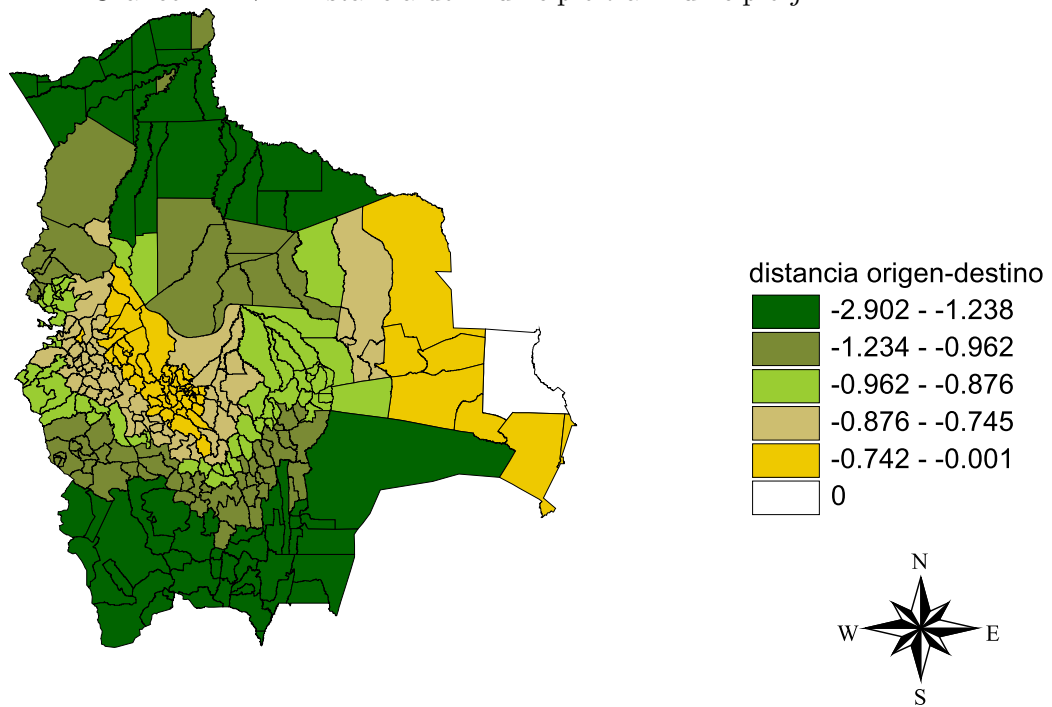 distancia origen-destino
-2.902 - -1.238
-1.234 - -0.962
-0.962 - -0.876
-0.876 - -0.745
-0.742 - -0.001
0
N
W
E
S